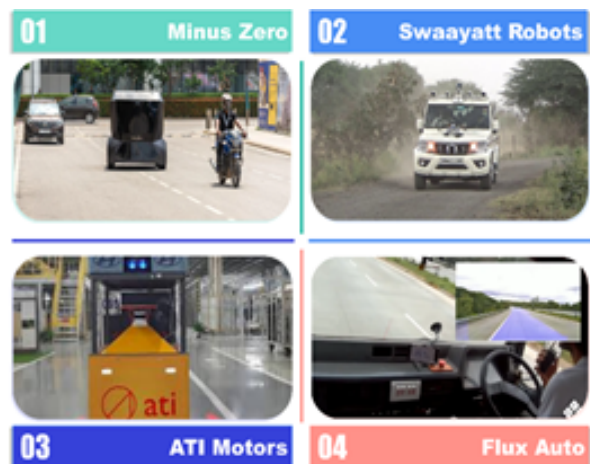 01 Minus Zero
02 Swaayatt Robots
ati
03 ATI Motors
04 Flux Auto